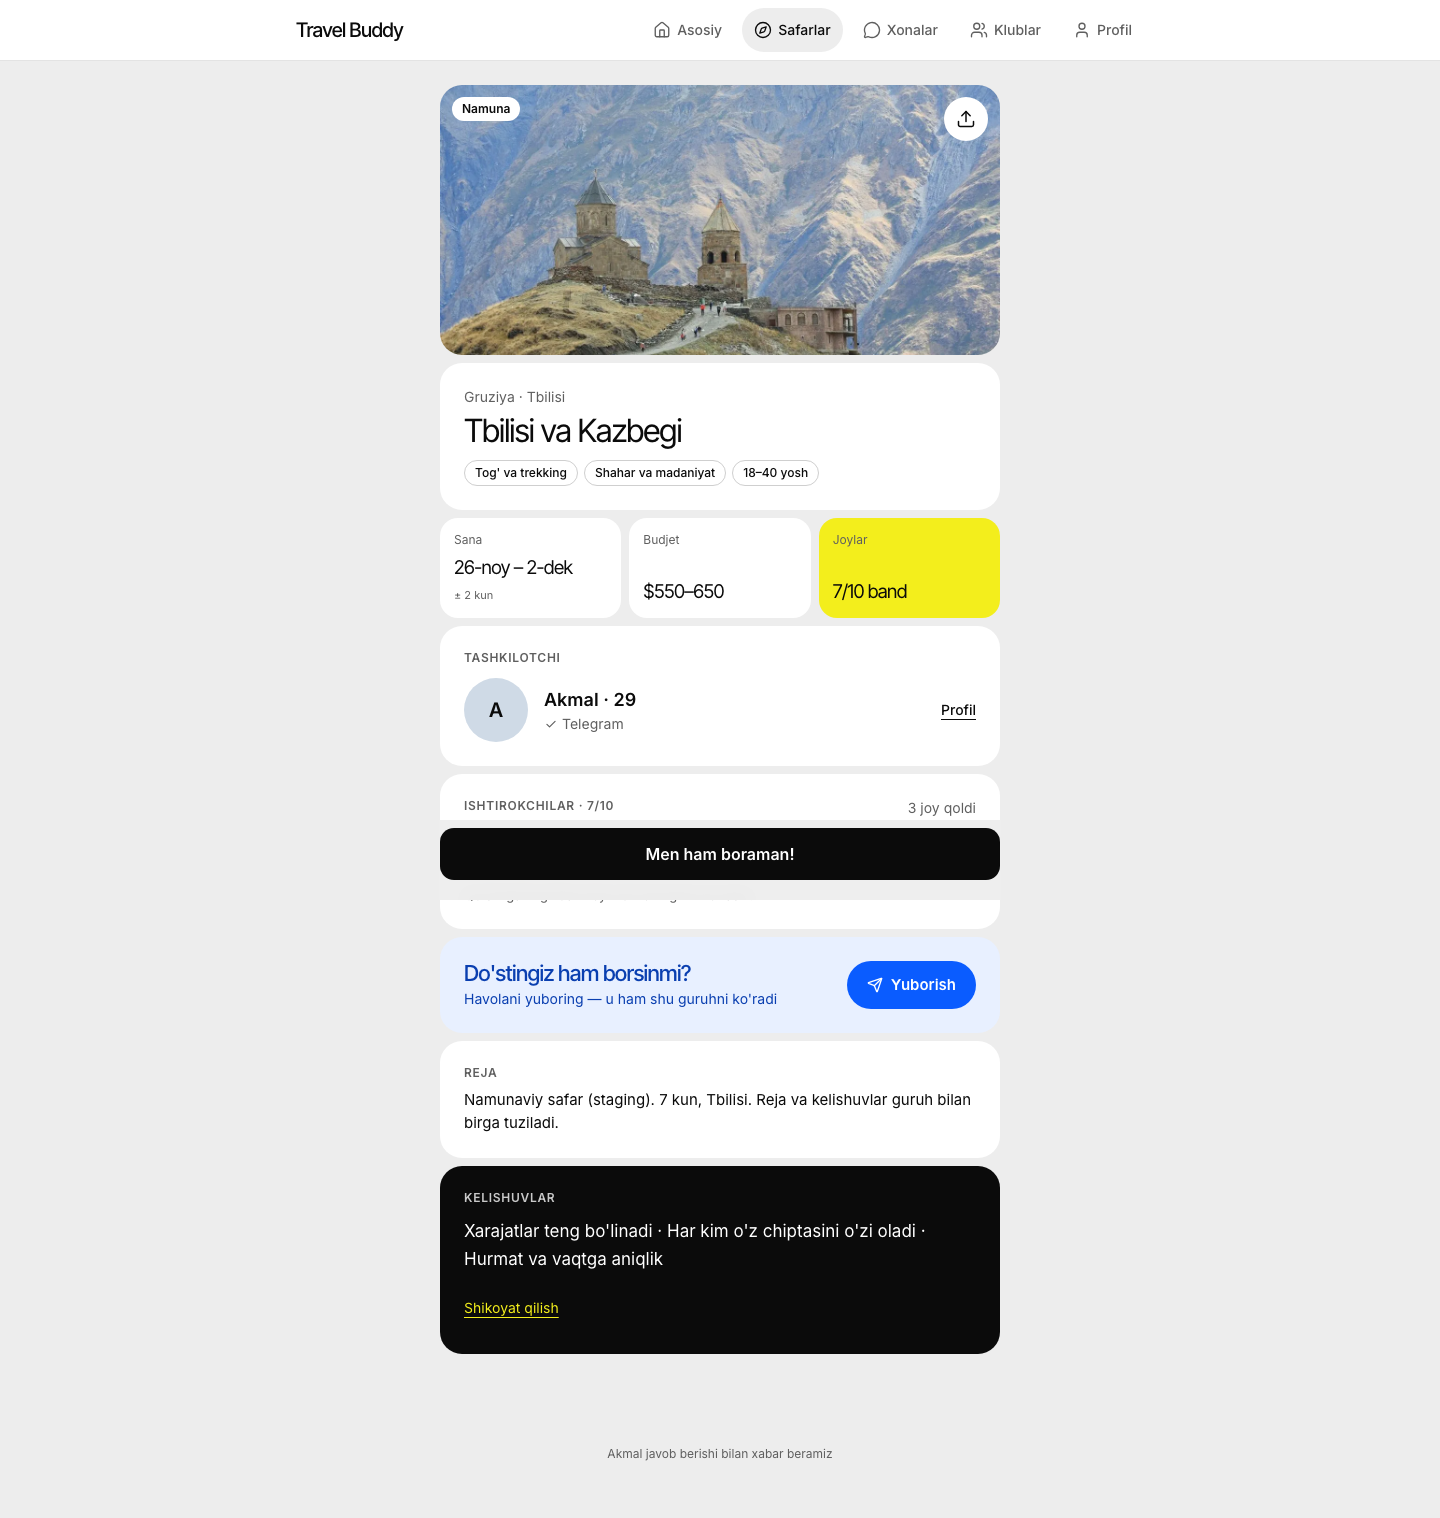 Travel Buddy
Asosiy
Safarlar
Xonalar
Klublar
Profil
Namuna
Gruziya · Tbilisi
Tbilisi va Kazbegi
Tog' va trekking
Shahar va madaniyat
18–40 yosh
Sana
26-noy – 2-dek
± 2 kun
Budjet
$550–650
Joylar
7/10 band
TASHKILOTCHI
A
Akmal · 29
Telegram
Profil
ISHTIROKCHILAR · 7/10
3 joy qoldi
Men ham boraman!
Do'stingiz ham borsinmi?
Havolani yuboring — u ham shu guruhni ko'radi
Yuborish
REJA
Namunaviy safar (staging). 7 kun, Tbilisi. Reja va kelishuvlar guruh bilan
birga tuziladi.
KELISHUVLAR
Xarajatlar teng bo'linadi · Har kim o'z chiptasini o'zi oladi ·
Hurmat va vaqtga aniqlik
Shikoyat qilish
Akmal javob berishi bilan xabar beramiz